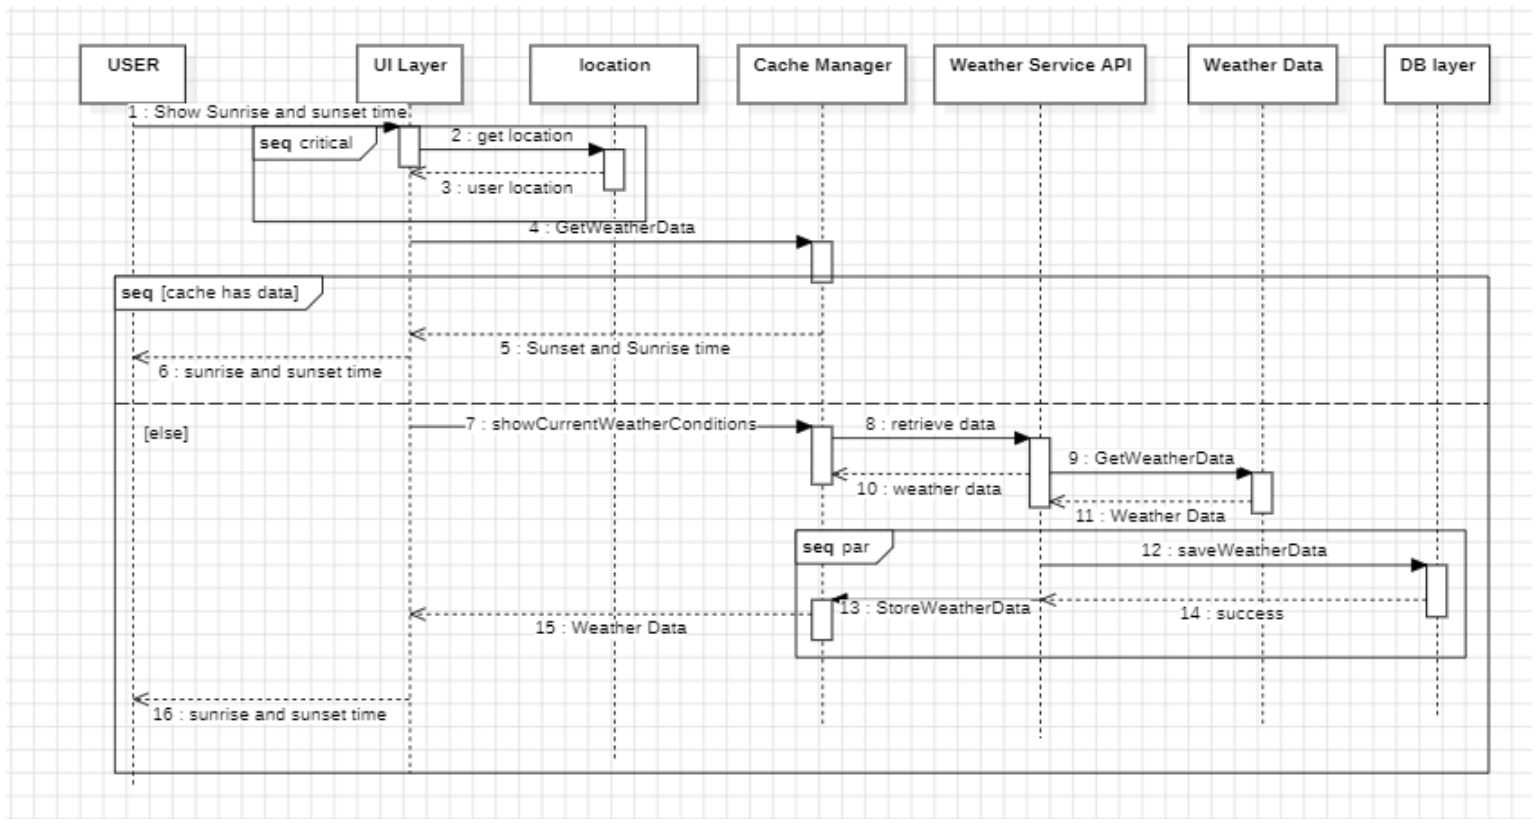 USER
UI Layer
location
Cache Manager
Weather Service API
Weather Data
DB layer
1 : Show Sunrise and sunset time
seq critical
2 : get location
3 : user location
4 : GetWeatherData
seq [cache has data]
5 : Sunset and Sunrise time
6 : sunrise and sunset time
[else]
7 : showCurrentWeatherConditions
8 : retrieve data
9 : GetWeatherData
10 : weather data
11 : Weather Data
seq par
12 : saveWeatherData
13 : StoreWeatherData
14 : success
15 : Weather Data
16 : sunrise and sunset time